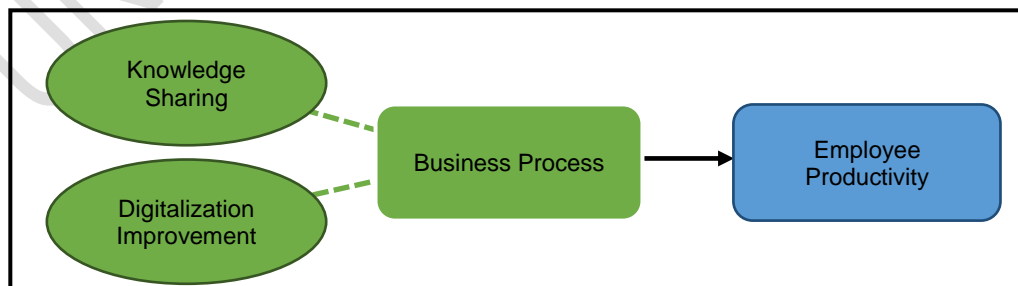 Knowledge
Sharing
Business Process
Employee
Productivity
Digitalization
Improvement